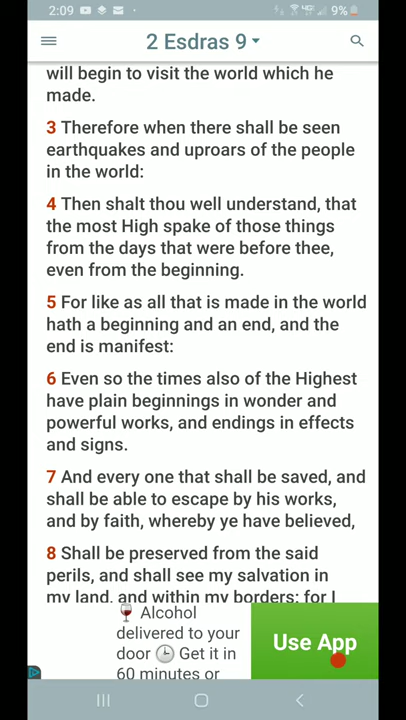 2:09 9%
2 Esdras 9
will begin to visit the world which he
made.
3 Therefore when there shall be seen
earthquakes and uproars of the people
in the world:
4 Then shalt thou well understand, that
the most High spake of those things
from the days that were before thee,
even from the beginning.
5 For like as all that is made in the world
hath a beginning and an end, and the
end is manifest:
6 Even so the times also of the Highest
have plain beginnings in wonder and
powerful works, and endings in effects
and signs.
7 And every one that shall be saved, and
shall be able to escape by his works,
and by faith, whereby ye have believed,
8 Shall be preserved from the said
perils, and shall see my salvation in
my land, and within my borders: for I
🍷 Alcohol
delivered to your
door 🕒 Get it in
60 minutes or
Use App